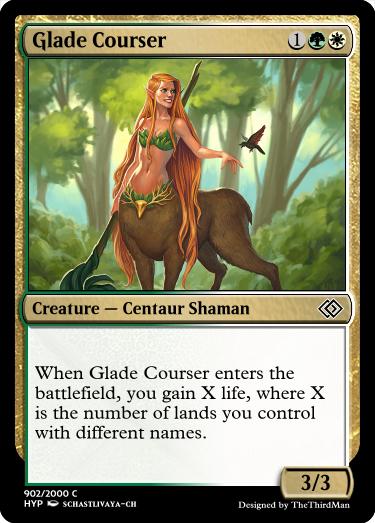 Glade Courser 1
Creature — Centaur Shaman
When Glade Courser enters the
battlefield, you gain X life, where X
is the number of lands you control
with different names.
3/3
902/2000 C
HYP SCHASTLIVAYA-CH Designed by TheThirdMan